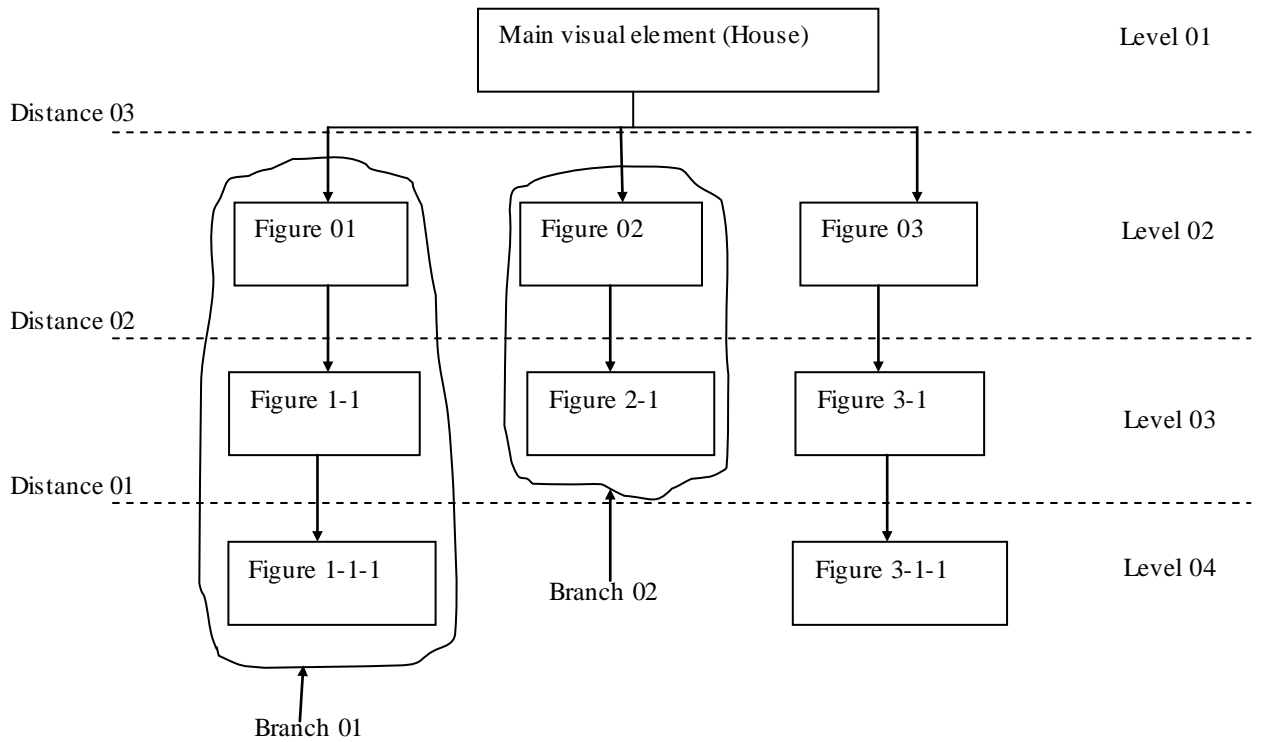 Main visual element (House)
Level 01
Distance 03
Figure 01
Figure 02
Figure 03
Level 02
Distance 02
Figure 1-1
Figure 2-1
Figure 3-1
Level 03
Distance 01
Figure 1-1-1
Figure 3-1-1
Level 04
Branch 02
Branch 01